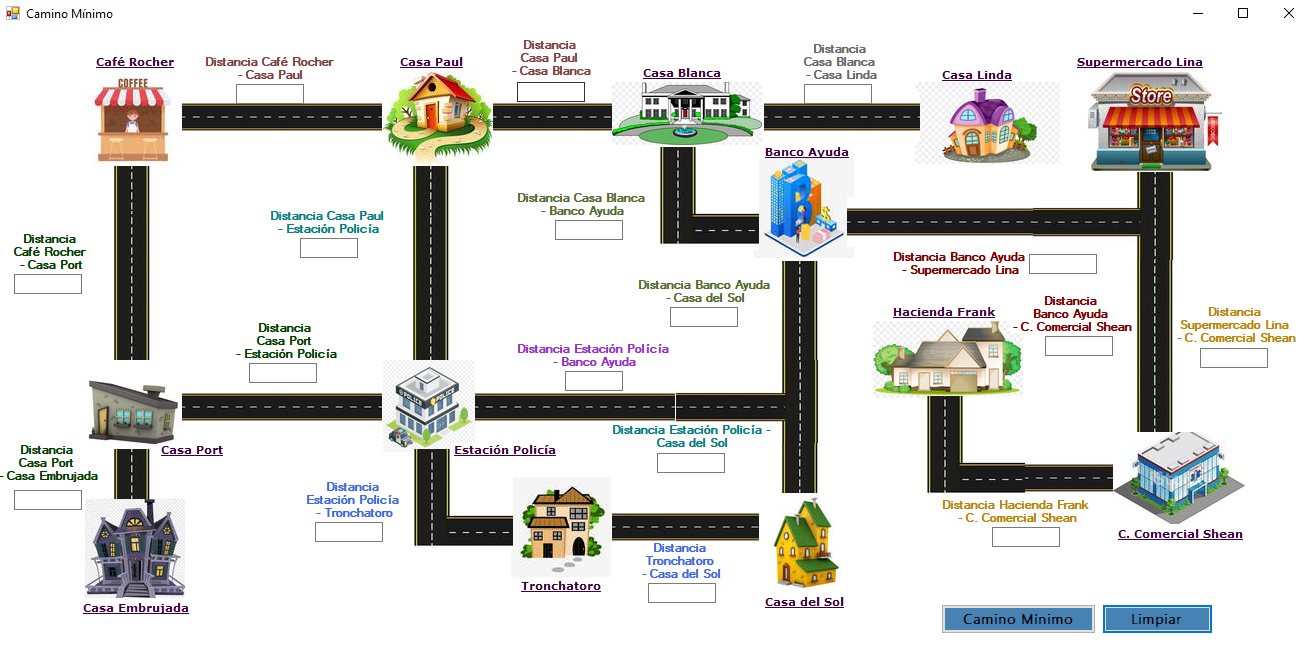 Camino Mínimo
Café Rocher
Distancia Café Rocher
- Casa Paul
Casa Paul
Distancia
Casa Paul
- Casa Blanca
Casa Blanca
Distancia
Casa Blanca
- Casa Linda
Casa Linda
Supermercado Lina
COFFEE
Store
Banco Ayuda
Distancia Casa Blanca
- Banco Ayuda
Distancia Casa Paul
- Estación Policía
Distancia
Café Rocher
- Casa Port
Distancia Banco Ayuda
- Supermercado Lina
Distancia Banco Ayuda
- Casa del Sol
Hacienda Frank
Distancia
Banco Ayuda
- C. Comercial Shean
Distancia
Supermercado Lina
- C. Comercial Shean
Distancia
Casa Port
- Estación Policía
Distancia Estación Policía
- Banco Ayuda
POLICE
POLICE
Distancia Estación Policía -
Casa del Sol
Casa Port
Estación Policía
Distancia
Casa Port
- Casa Embrujada
Distancia
Estación Policía
- Tronchatoro
Distancia Hacienda Frank
- C. Comercial Shean
C. Comercial Shean
Distancia
Tronchatoro
- Casa del Sol
Tronchatoro
Casa del Sol
Casa Embrujada
Camino Mínimo
Limpiar